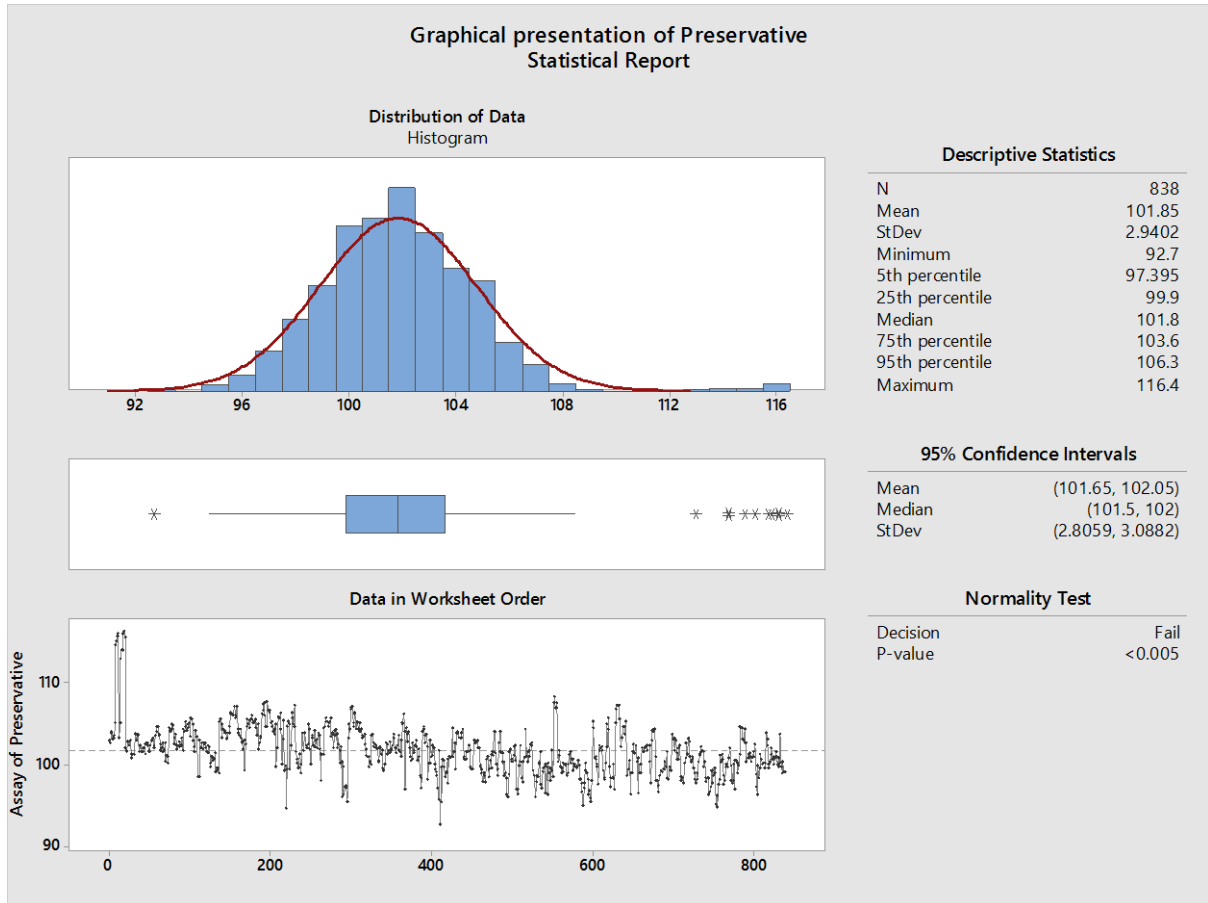 Graphical presentation of Preservative
Statistical Report
Distribution of Data
Histogram
92 96 100 104 108 112 116
Descriptive Statistics
N 838
Mean 101.85
StDev 2.9402
Minimum 92.7
5th percentile 97.395
25th percentile 99.9
Median 101.8
75th percentile 103.6
95th percentile 106.3
Maximum 116.4
95% Confidence Intervals
Mean (101.65, 102.05)
Median (101.5, 102)
StDev (2.8059, 3.0882)
Data in Worksheet Order
Assay of Preservative
110
100
90
0 200 400 600 800
Normality Test
Decision Fail
P-value <0.005